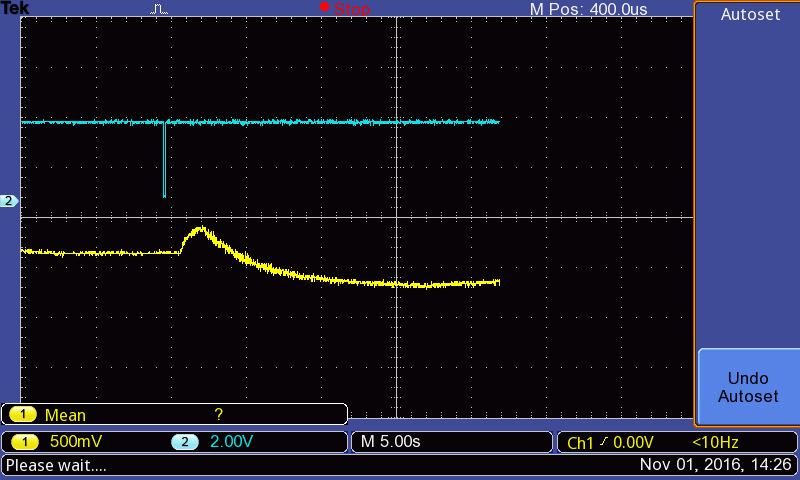 Tek Stop M Pos: 400.0us Autoset
2
Undo
Autoset
1 Mean ?
1 500mV 2 2.00V M 5.00s Ch1 0.00V <10Hz
Please wait.... Nov 01, 2016, 14:26